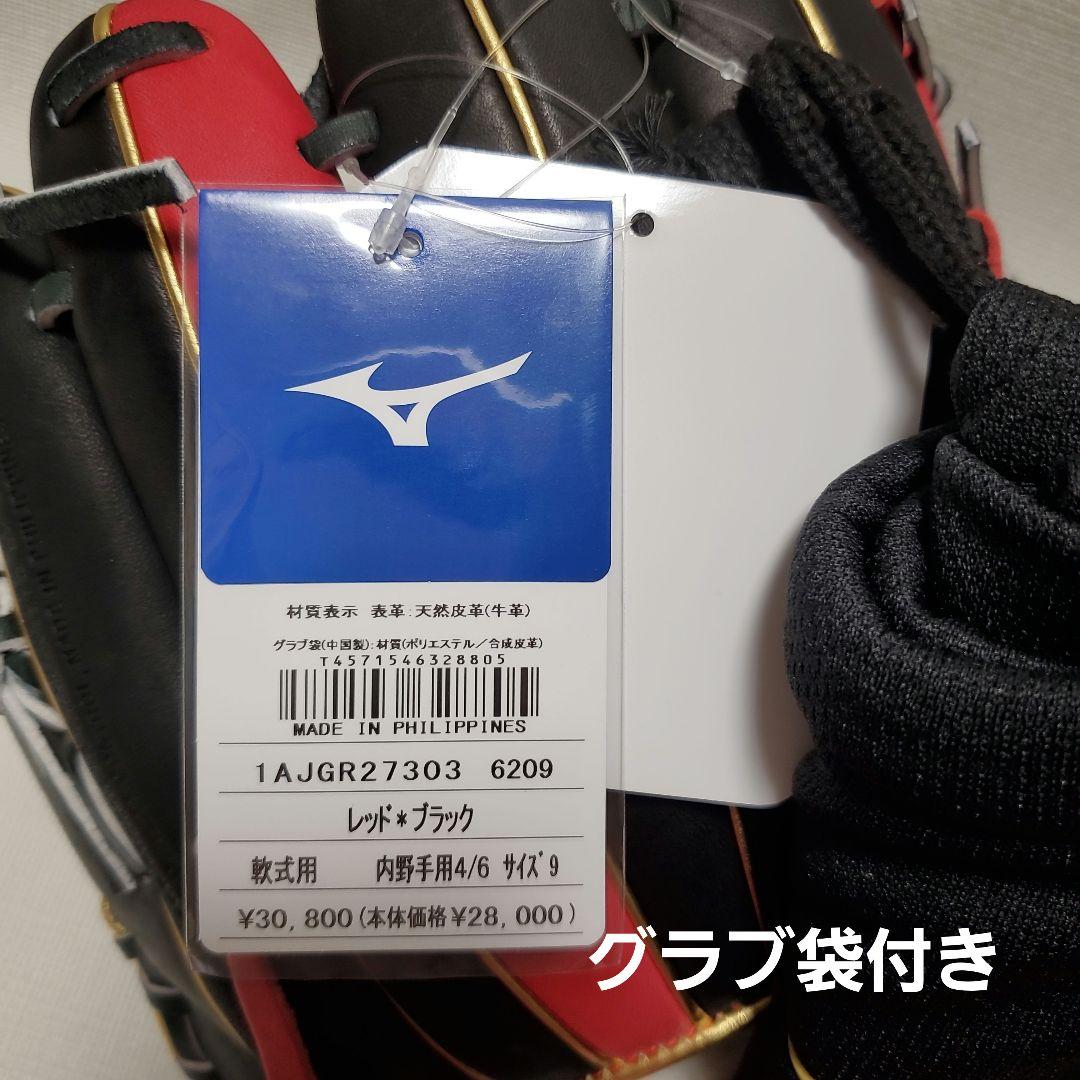 材質表示 表革:天然皮革(牛革)
グラブ袋(中国製):材質(ポリエステル/合成皮革)
T4571546328805
MADE IN PHILIPPINES
1AJGR27303 6209
レッド*ブラック
軟式用 内野手用4/6 サイズ9
¥30,800(本体価格¥28,000)
グラブ袋付き